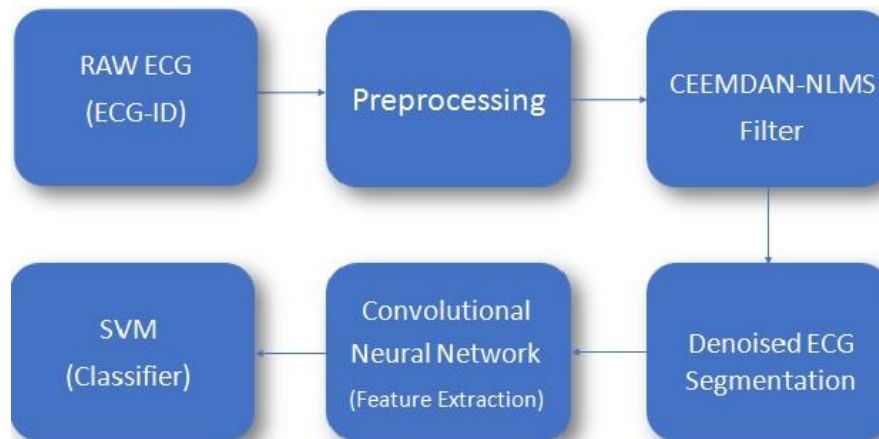 RAW ECG
(ECG-ID)
Preprocessing
CEEMDAN-NLMS
Filter
Denoised ECG
Segmentation
Convolutional
Neural Network
(Feature Extraction)
SVM
(Classifier)